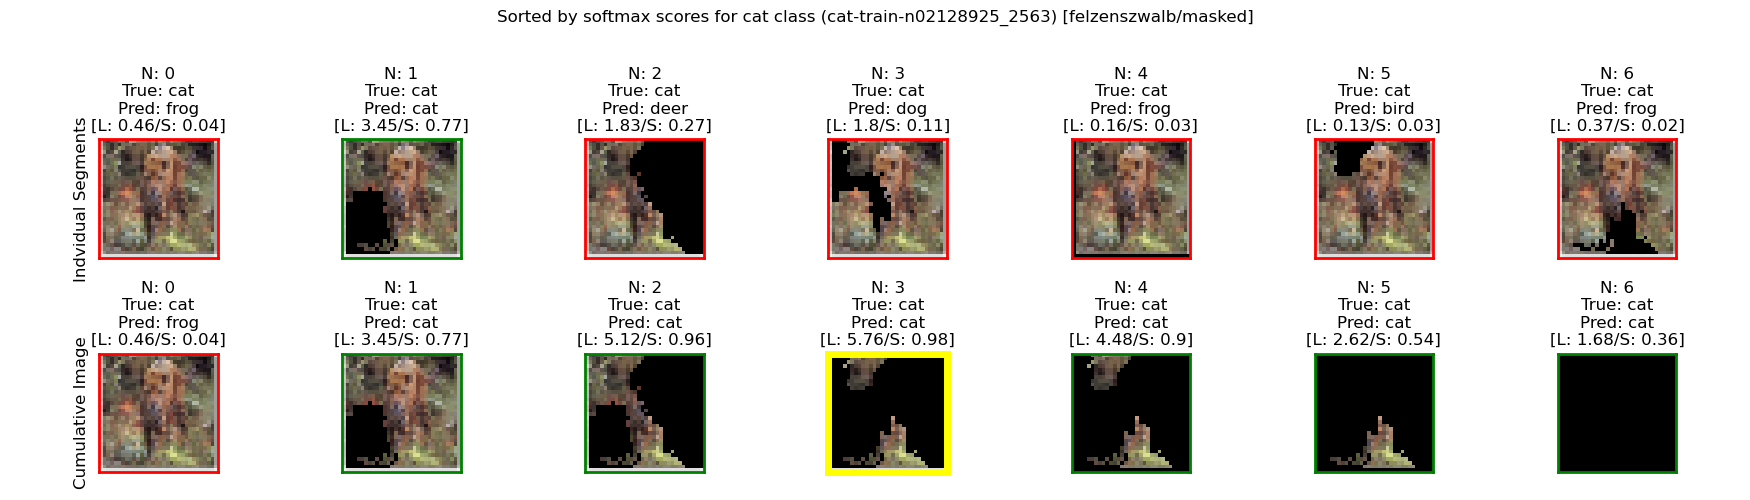 Sorted by softmax scores for cat class (cat-train-n02128925_2563) [felzenszwalb/masked]
Indvidual Segments
N: 0
True: cat
Pred: frog
[L: 0.46/S: 0.04]
N: 1
True: cat
Pred: cat
[L: 3.45/S: 0.77]
N: 2
True: cat
Pred: deer
[L: 1.83/S: 0.27]
N: 3
True: cat
Pred: dog
[L: 1.8/S: 0.11]
N: 4
True: cat
Pred: frog
[L: 0.16/S: 0.03]
N: 5
True: cat
Pred: bird
[L: 0.13/S: 0.03]
N: 6
True: cat
Pred: frog
[L: 0.37/S: 0.02]
Cumulative Image
N: 0
True: cat
Pred: frog
[L: 0.46/S: 0.04]
N: 1
True: cat
Pred: cat
[L: 3.45/S: 0.77]
N: 2
True: cat
Pred: cat
[L: 5.12/S: 0.96]
N: 3
True: cat
Pred: cat
[L: 5.76/S: 0.98]
N: 4
True: cat
Pred: cat
[L: 4.48/S: 0.9]
N: 5
True: cat
Pred: cat
[L: 2.62/S: 0.54]
N: 6
True: cat
Pred: cat
[L: 1.68/S: 0.36]